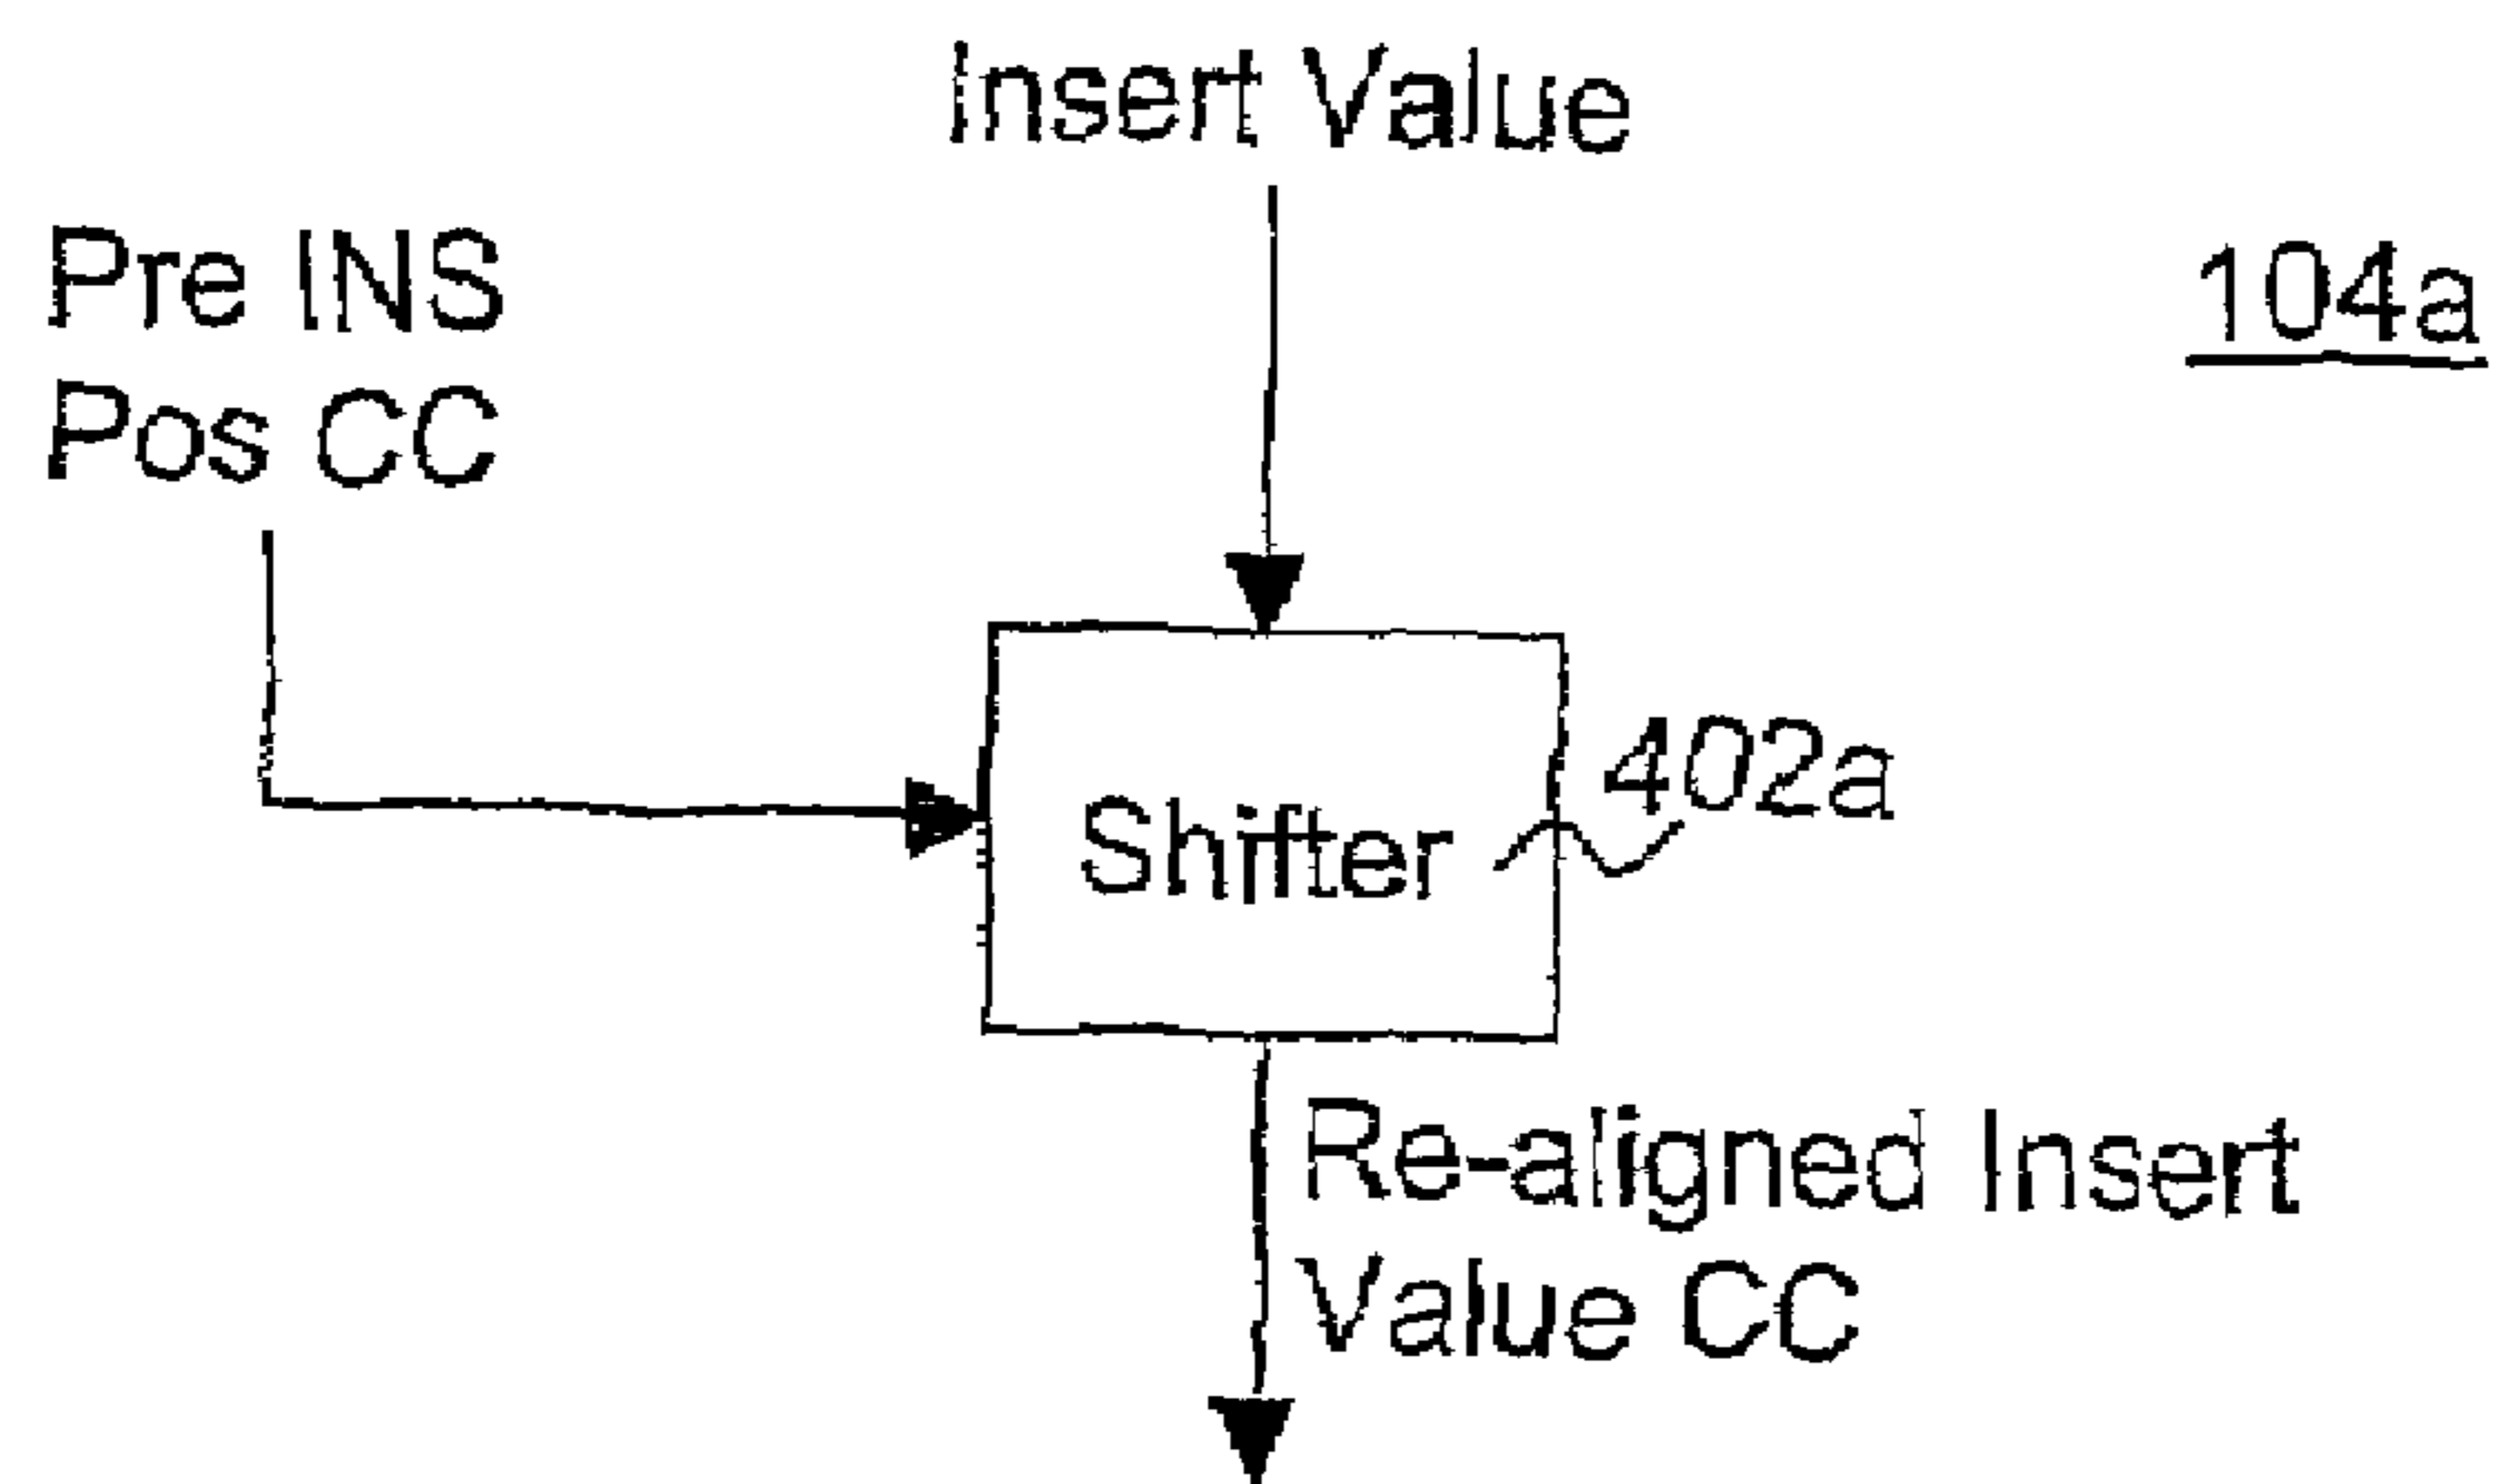 Insert Value
Pre INS
Pos CC
104a
Shifter
402a
Re-aligned Insert
Value CC